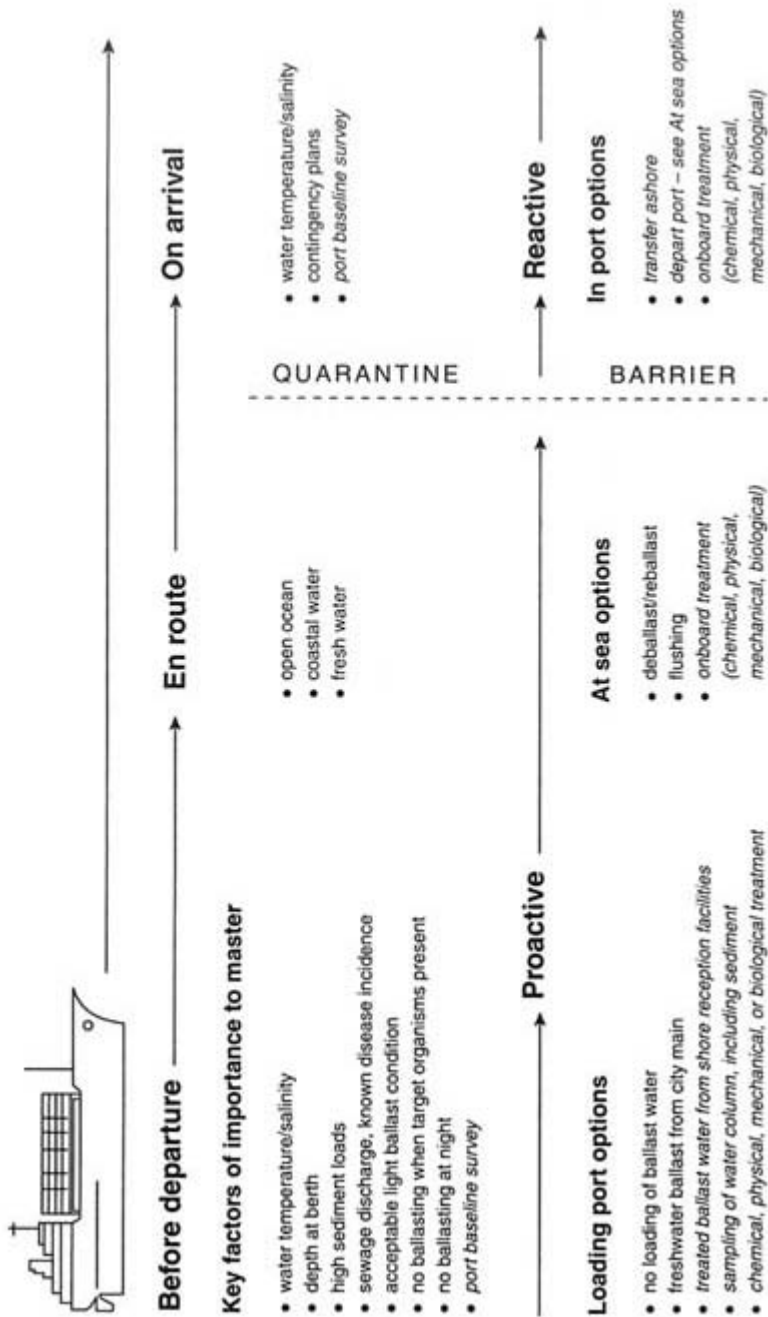 Before departure
En route
On arrival
Key factors of importance to master
• water temperature/salinity
• depth at berth
• high sediment loads
• sewage discharge, known disease incidence
• acceptable light ballast condition
• no ballasting when target organisms present
• no ballasting at night
• port baseline survey
• open ocean
• coastal water
• fresh water
• water temperature/salinity
• contingency plans
• port baseline survey
QUARANTINE
Proactive
Reactive
Loading port options
• no loading of ballast water
• freshwater ballast from city main
• treated ballast water from shore reception facilities
• sampling of water column, including sediment
• chemical, physical, mechanical, or biological treatment
At sea options
• deballast/reballast
• flushing
• onboard treatment
(chemical, physical,
mechanical, biological)
BARRIER
In port options
• transfer ashore
• depart port – see At sea options
• onboard treatment
(chemical, physical,
mechanical, biological)